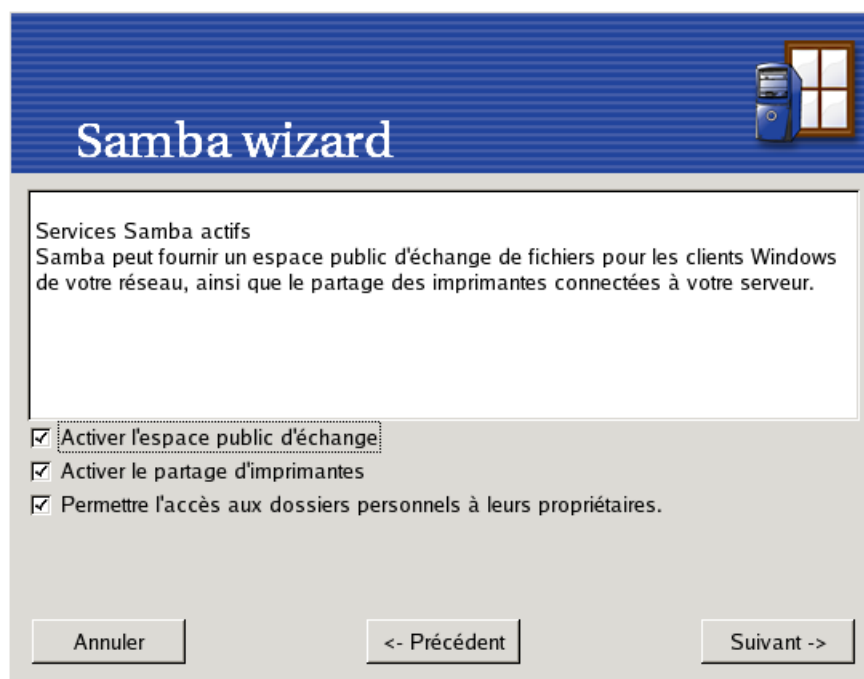 Samba wizard
Services Samba actifs
Samba peut fournir un espace public d'échange de fichiers pour les clients Windows
de votre réseau, ainsi que le partage des imprimantes connectées à votre serveur.
Activer l'espace public d'échange
Activer le partage d'imprimantes
Permettre l'accès aux dossiers personnels à leurs propriétaires.
Annuler
<- Précédent
Suivant ->